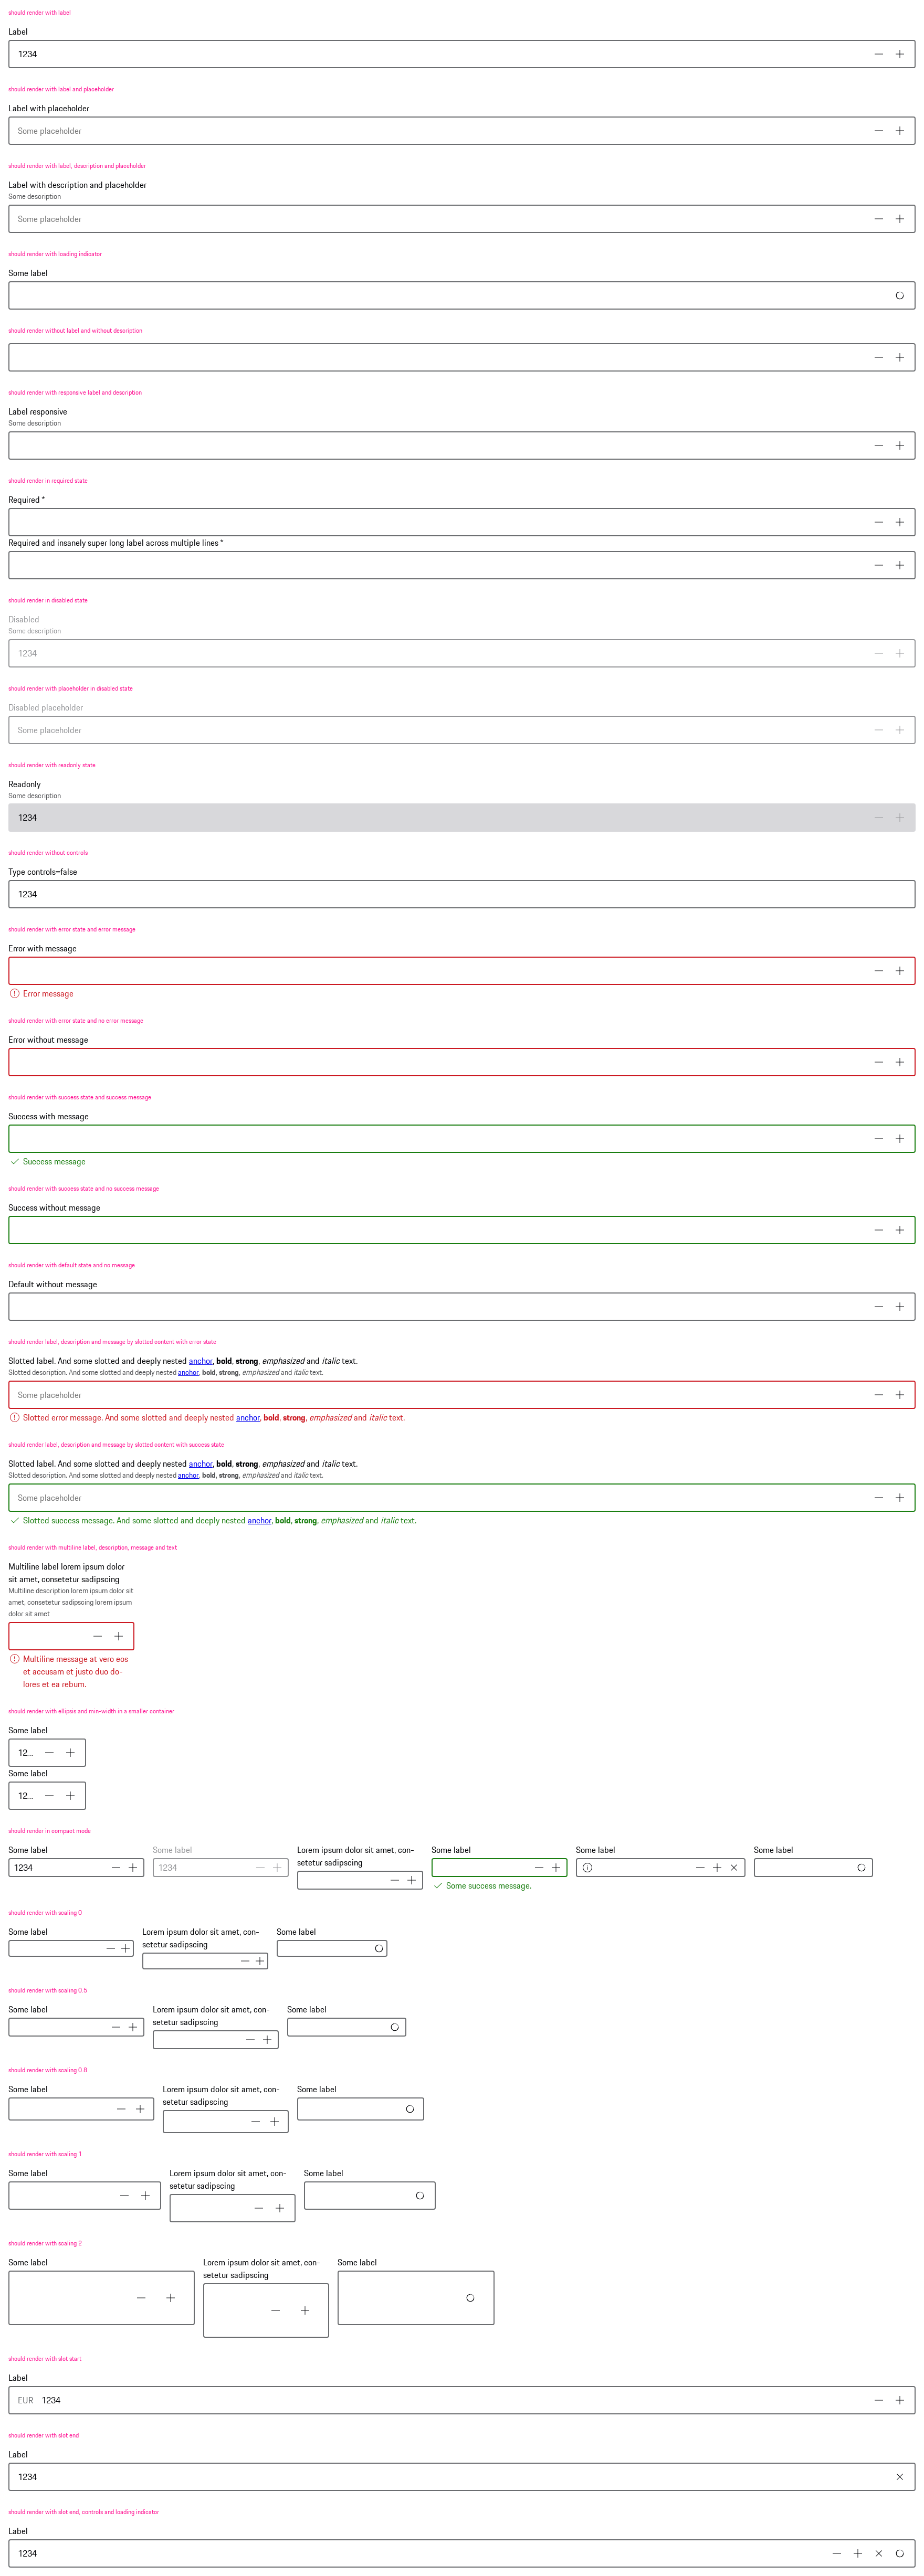 should render with label
Label
1234
should render with label and placeholder
Label with placeholder
Some placeholder
should render with label, description and placeholder
Label with description and placeholder
Some description
Some placeholder
should render with loading indicator
Some label
should render without label and without description
should render with responsive label and description
Label responsive
Some description
should render in required state
Required *
Required and insanely super long label across multiple lines *
should render in disabled state
Disabled
Some description
1234
should render with placeholder in disabled state
Disabled placeholder
Some placeholder
should render with readonly state
Readonly
Some description
1234
should render without controls
Type controls=false
1234
should render with error state and error message
Error with message
Error message
should render with error state and no error message
Error without message
should render with success state and success message
Success with message
Success message
should render with success state and no success message
Success without message
should render with default state and no message
Default without message
should render label, description and message by slotted content with error state
Slotted label. And some slotted and deeply nested anchor, bold, strong, emphasized and italic text.
Slotted description. And some slotted and deeply nested anchor, bold, strong, emphasized and italic text.
Some placeholder
Slotted error message. And some slotted and deeply nested anchor, bold, strong, emphasized and italic text.
should render label, description and message by slotted content with success state
Slotted label. And some slotted and deeply nested anchor, bold, strong, emphasized and italic text.
Slotted description. And some slotted and deeply nested anchor, bold, strong, emphasized and italic text.
Some placeholder
Slotted success message. And some slotted and deeply nested anchor, bold, strong, emphasized and italic text.
should render with multiline label, description, message and text
Multiline label lorem ipsum dolor
sit amet, consetetur sadipscing
Multiline description lorem ipsum dolor sit
amet, consetetur sadipscing lorem ipsum
dolor sit amet
Multiline message at vero eos
et accusam et justo duo do-
lores et ea rebum.
should render with ellipsis and min-width in a smaller container
Some label
12...
Some label
12...
should render in compact mode
Some label
1234
Some label
1234
Lorem ipsum dolor sit amet, con-
setetur sadipscing
Some label
Some success message.
Some label
Some label
should render with scaling 0
Some label
Lorem ipsum dolor sit amet, con-
setetur sadipscing
Some label
should render with scaling 0.5
Some label
Lorem ipsum dolor sit amet, con-
setetur sadipscing
Some label
should render with scaling 0.8
Some label
Lorem ipsum dolor sit amet, con-
setetur sadipscing
Some label
should render with scaling 1
Some label
Lorem ipsum dolor sit amet, con-
setetur sadipscing
Some label
should render with scaling 2
Some label
Lorem ipsum dolor sit amet, con-
setetur sadipscing
Some label
should render with slot start
Label
EUR 1234
should render with slot end
Label
1234
should render with slot end, controls and loading indicator
Label
1234